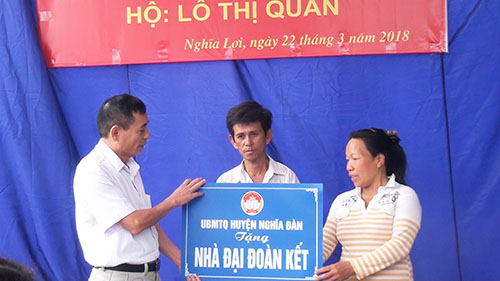 HỘ: LÔ THỊ QUÁN
Nghĩa Lợi, ngày 22 tháng 3 năm 2018
UBMTQ HUYỆN NGHĨA ĐÀN
Tặng
NHÀ ĐẠI ĐOÀN KẾT